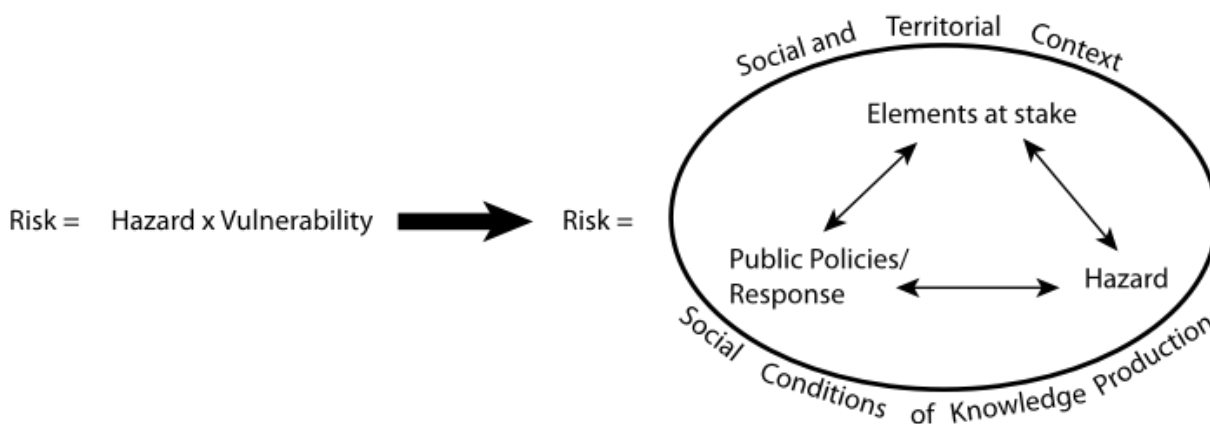 Social and Territorial Context
Elements at stake
Risk = Hazard x Vulnerability
Risk =
Public Policies/
Response
Hazard
Social Conditions of Knowledge Production